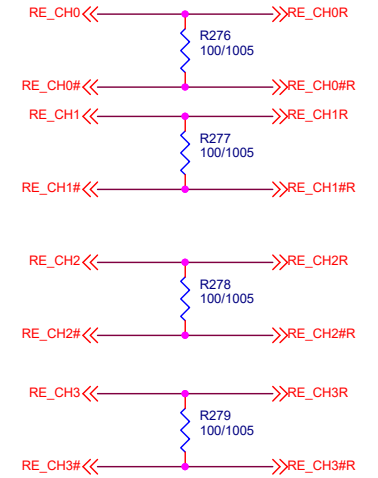 RE_CH0 RE_CH0R
R276
100/1005
RE_CH0# RE_CH0#R
RE_CH1 RE_CH1R
R277
100/1005
RE_CH1# RE_CH1#R
RE_CH2 RE_CH2R
R278
100/1005
RE_CH2# RE_CH2#R
RE_CH3 RE_CH3R
R279
100/1005
RE_CH3# RE_CH3#R